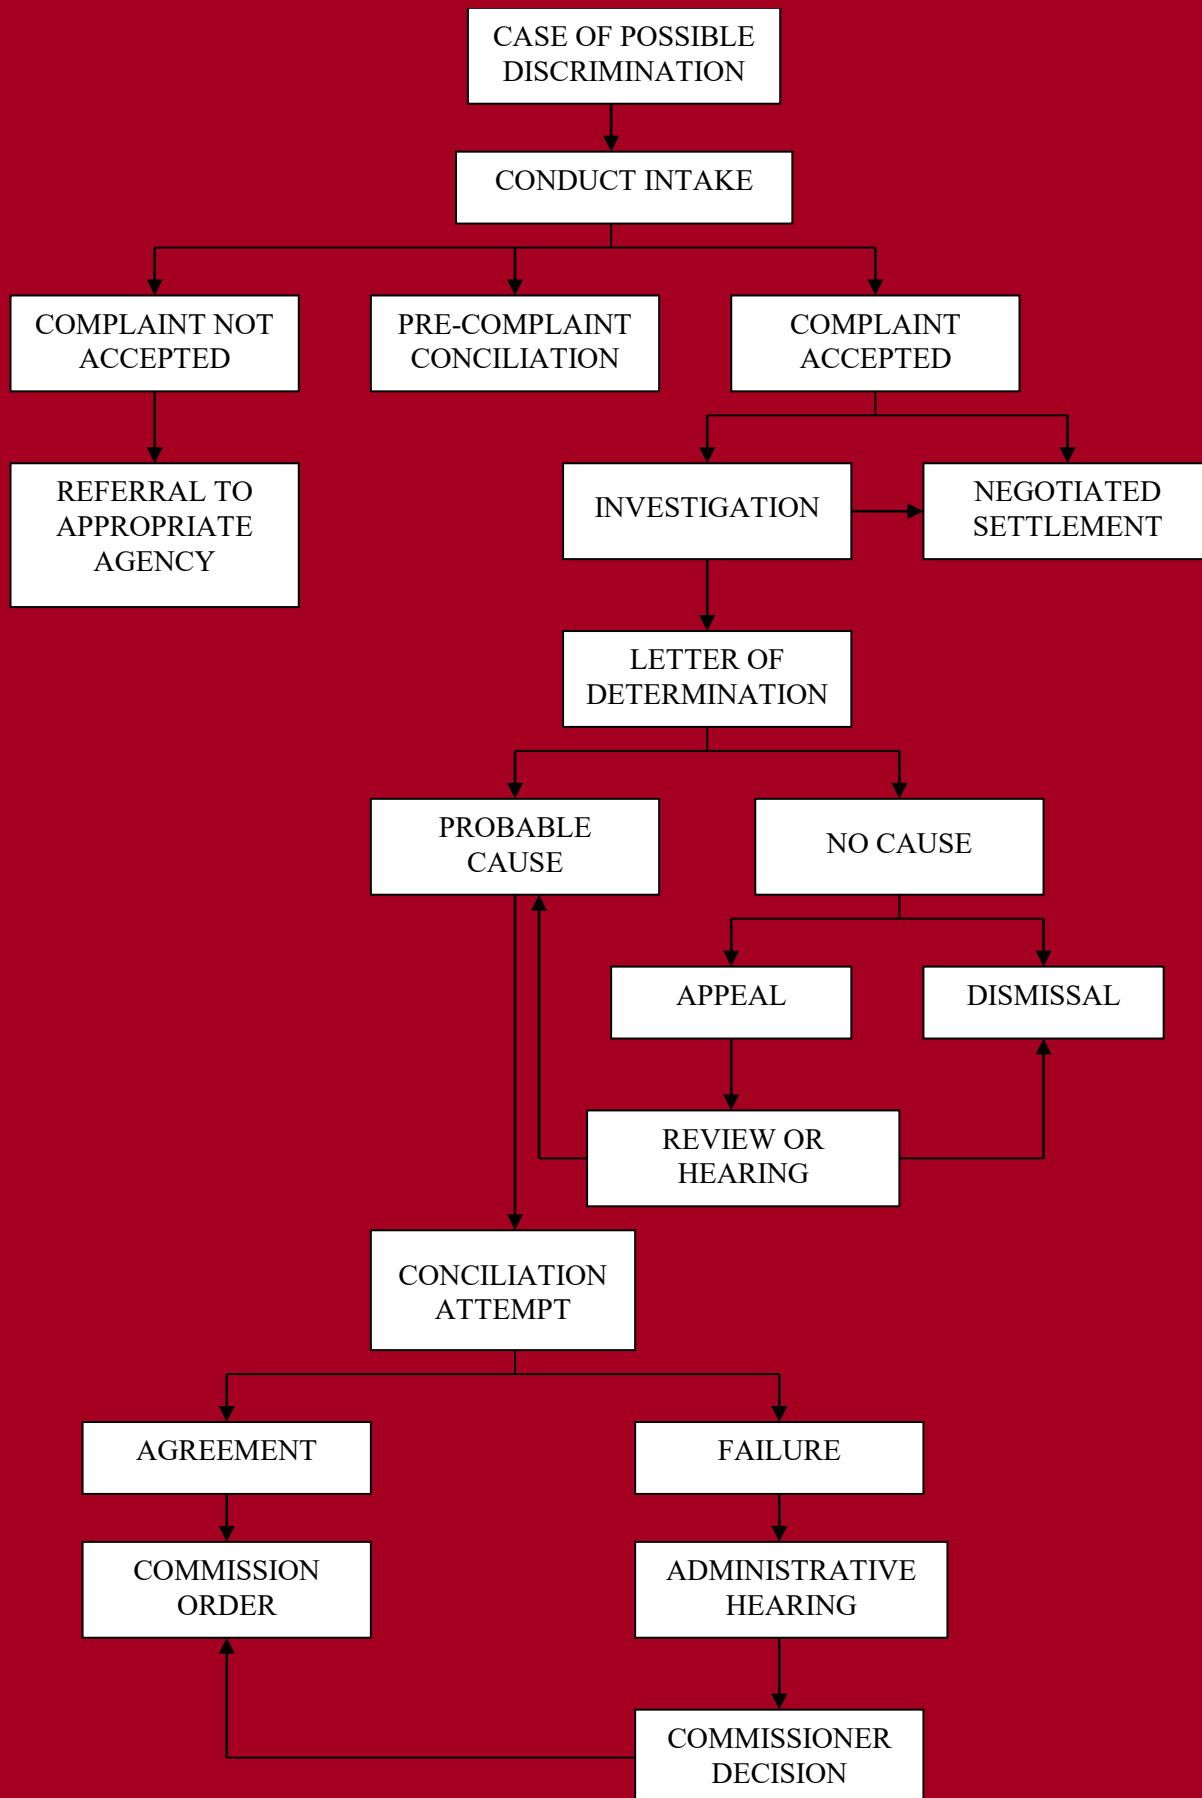 CASE OF POSSIBLE
DISCRIMINATION
CONDUCT INTAKE
COMPLAINT NOT
ACCEPTED
PRE-COMPLAINT
CONCILIATION
COMPLAINT
ACCEPTED
REFERRAL TO
APPROPRIATE
AGENCY
INVESTIGATION
NEGOTIATED
SETTLEMENT
LETTER OF
DETERMINATION
PROBABLE
CAUSE
NO CAUSE
APPEAL
DISMISSAL
REVIEW OR
HEARING
CONCILIATION
ATTEMPT
AGREEMENT
FAILURE
COMMISSION
ORDER
ADMINISTRATIVE
HEARING
COMMISSIONER
DECISION